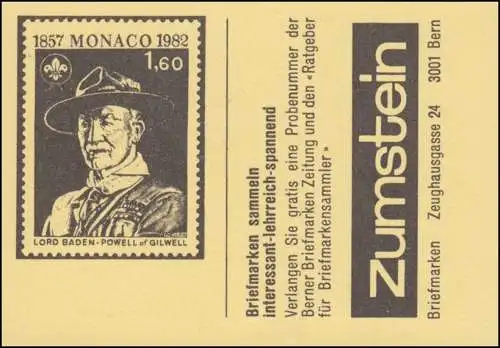 1857 MONACO 1982
1,60
LORD BADEN-POWELL of GILWELL
Briefmarken sammeln
interessant-lehrreich-spannend
Verlangen Sie gratis eine Probenummer der
Berner Briefmarken Zeitung und den «Ratgeber
für Briefmarkensammler»
Zumstein
Briefmarken Zeughausgasse 24 3001 Bern